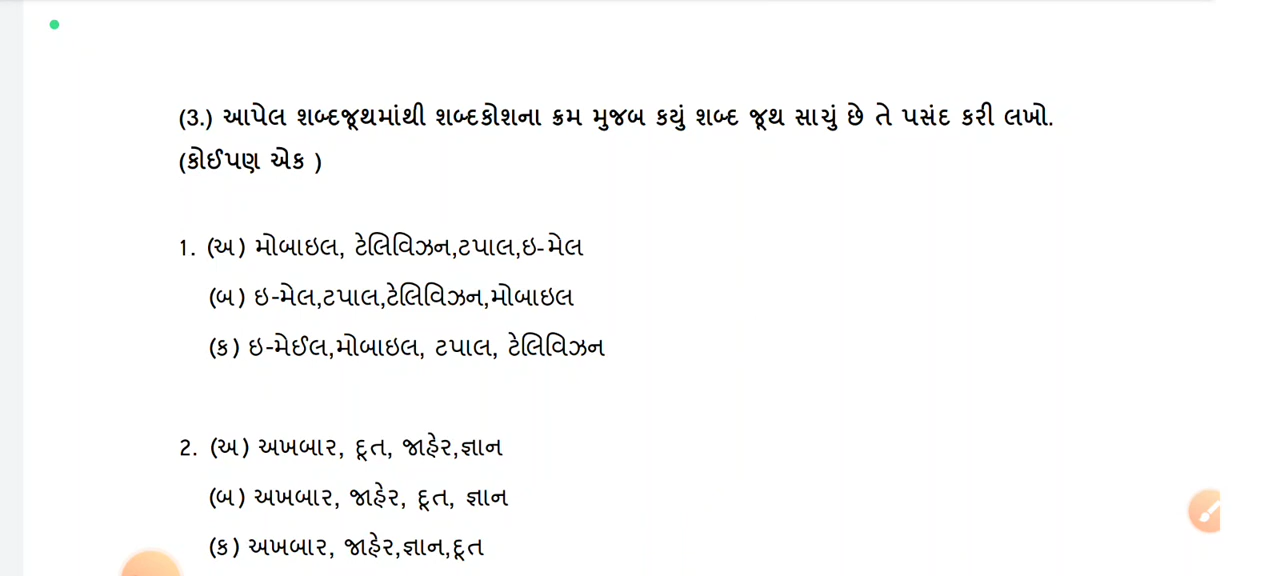 (3.) આપેલ શબ્દજૂથમાંથી શબ્દકોશના ક્રમ મુજબ કયું શબ્દ જૂથ સાચું છે તે પસંદ કરી લખો.
(કોઈપણ એક )
1. (અ) મોબાઇલ, ટેલિવિઝન,ટપાલ,ઇ-મેલ
(બ) ઇ-મેલ,ટપાલ,ટેલિવિઝન,મોબાઇલ
(ક) ઇ-મેઈલ,મોબાઇલ, ટપાલ, ટેલિવિઝન
2. (અ) અખબાર, દૂત, જાહેર,જ્ઞાન
(બ) અખબાર, જાહેર, દૂત, જ્ઞાન
(ક) અખબાર, જાહેર,જ્ઞાન,દૂત